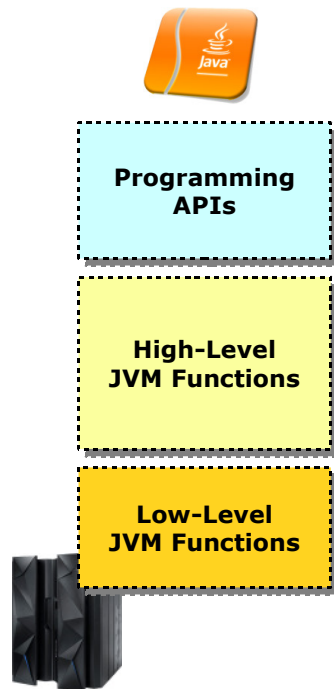 Java
Programming
APIs
High-Level
JVM Functions
Low-Level
JVM Functions